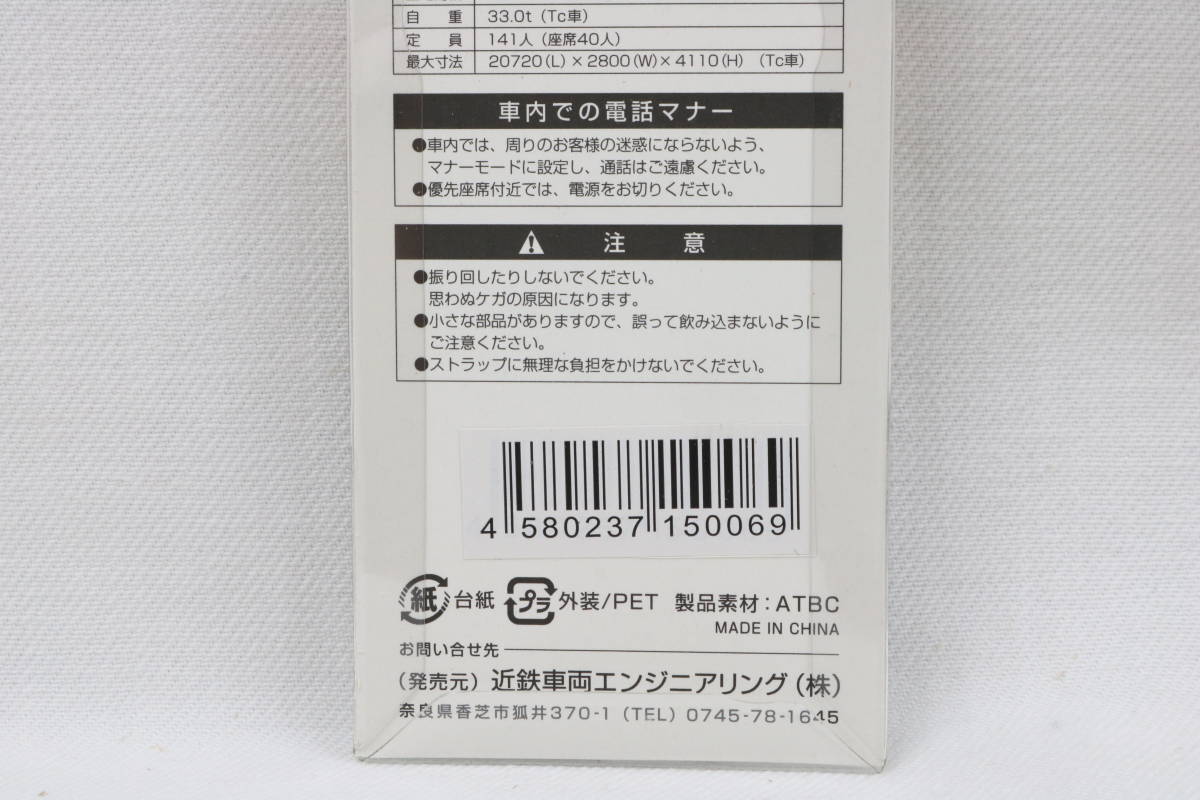 自重 33.0t（Tc車）
定員 141人（座席40人）
最大寸法 20720(L)×2800(W)×4110(H) （Tc車）
車内での電話マナー
●車内では、周りのお客様の迷惑にならないよう、
マナーモードに設定し、通話はご遠慮ください。
●優先座席付近では、電源をお切りください。
注意
●振り回したりしないでください。
思わぬケガの原因になります。
●小さな部品がありますので、誤って飲み込まないように
ご注意ください。
●ストラップに無理な負担をかけないでください。
4 580237 150069
紙 台紙 プラ 外装/PET 製品素材：ATBC
MADE IN CHINA
お問い合せ先
（発売元）近鉄車両エンジニアリング（株）
奈良県香芝市狐井370-1（TEL）0745-78-1645